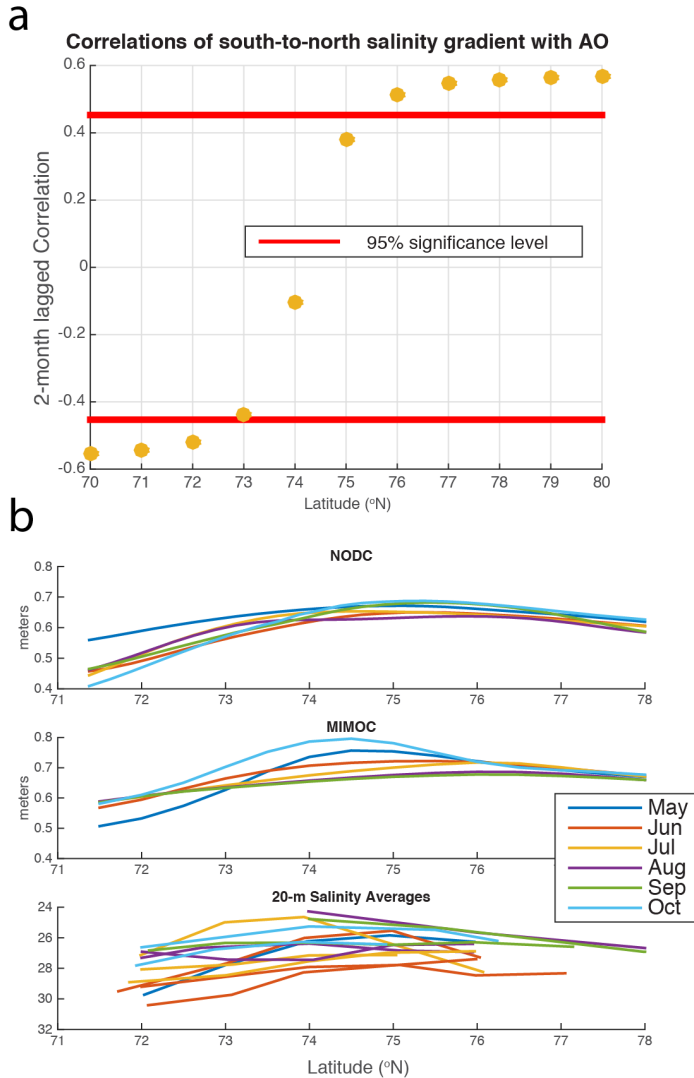 a
Correlations of south-to-north salinity gradient with AO
0.6
0.4
0.2
0
-0.2
-0.4
-0.6
2-month lagged Correlation
95% significance level
70 71 72 73 74 75 76 77 78 79 80
Latitude (oN)
b
NODC
0.8
0.7
0.6
0.5
0.4
meters
71 72 73 74 75 76 77 78
MIMOC
0.8
0.7
0.6
0.5
0.4
meters
71 72 73 74 75 76 7
May
Jun
Jul
Aug
Sep
Oct
20-m Salinity Averages
24
26
28
30
32
71 72 73 74 75 76 77 78
Latitude (oN)